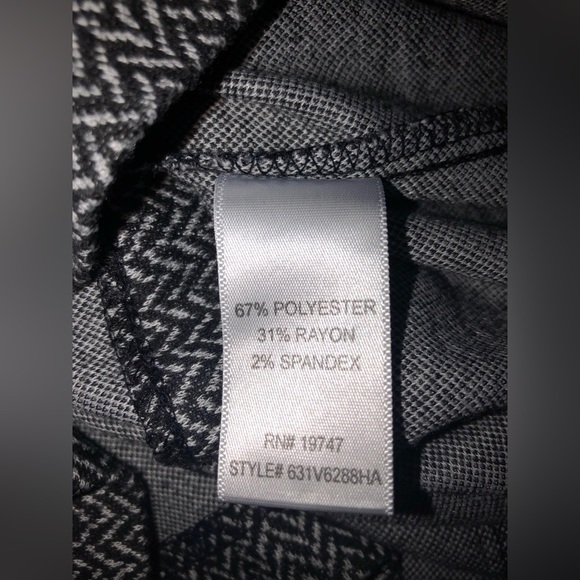 67% POLYESTER
31% RAYON
2% SPANDEX
RN# 19747
STYLE# 631V6288HA